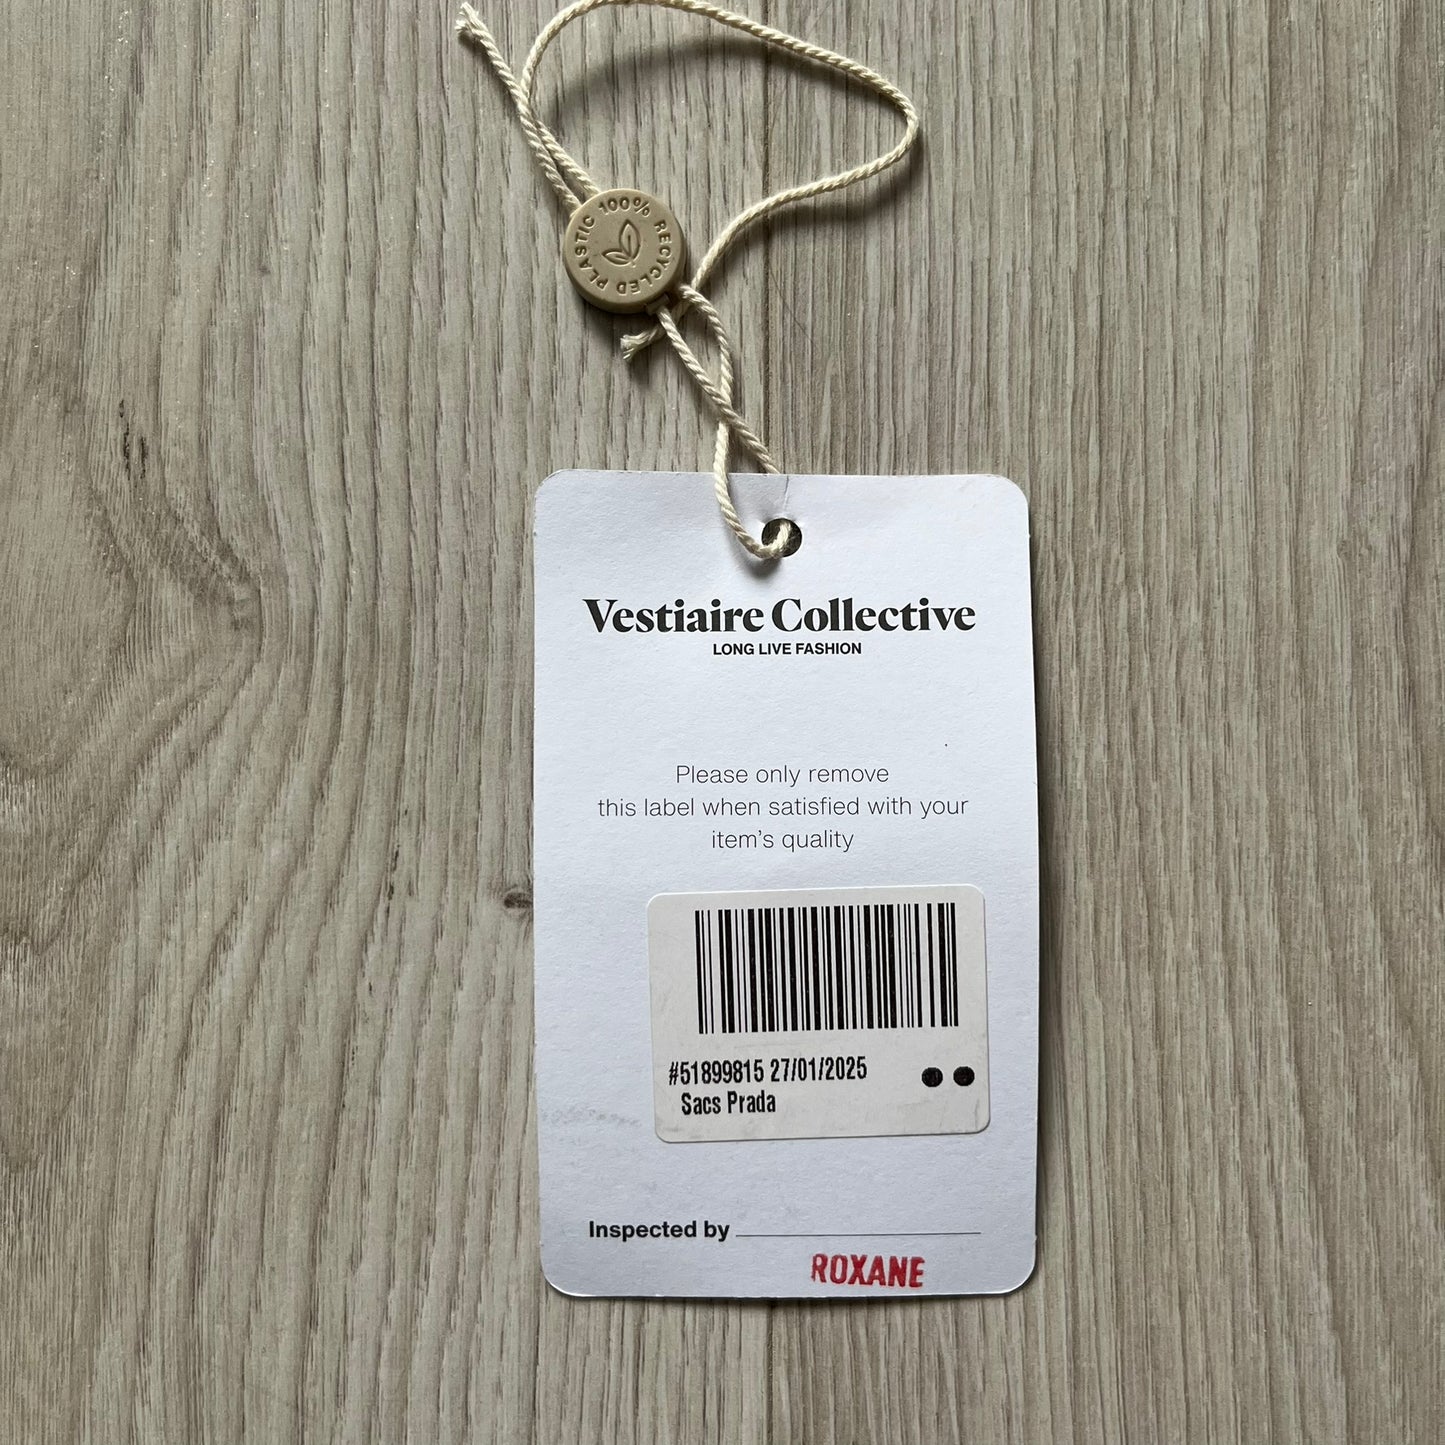 100% RECYCLED PLASTIC
Vestiaire Collective
LONG LIVE FASHION
Please only remove
this label when satisfied with your
item's quality
#51899815 27/01/2025
Sacs Prada
Inspected by
ROXANE